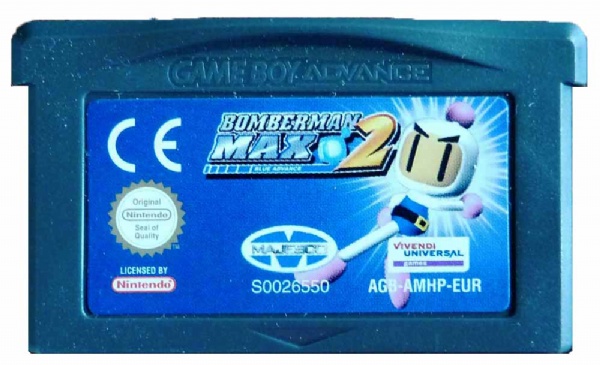 GAME BOY ADVANCE
CE
BOMBERMAN
MAX 2
BLUE ADVANCE
Original
Nintendo
Seal of
Quality
LICENSED BY
Nintendo
MAJESCO
VIVENDI
UNIVERSAL
games
S0026550
AGB-AMHP-EUR